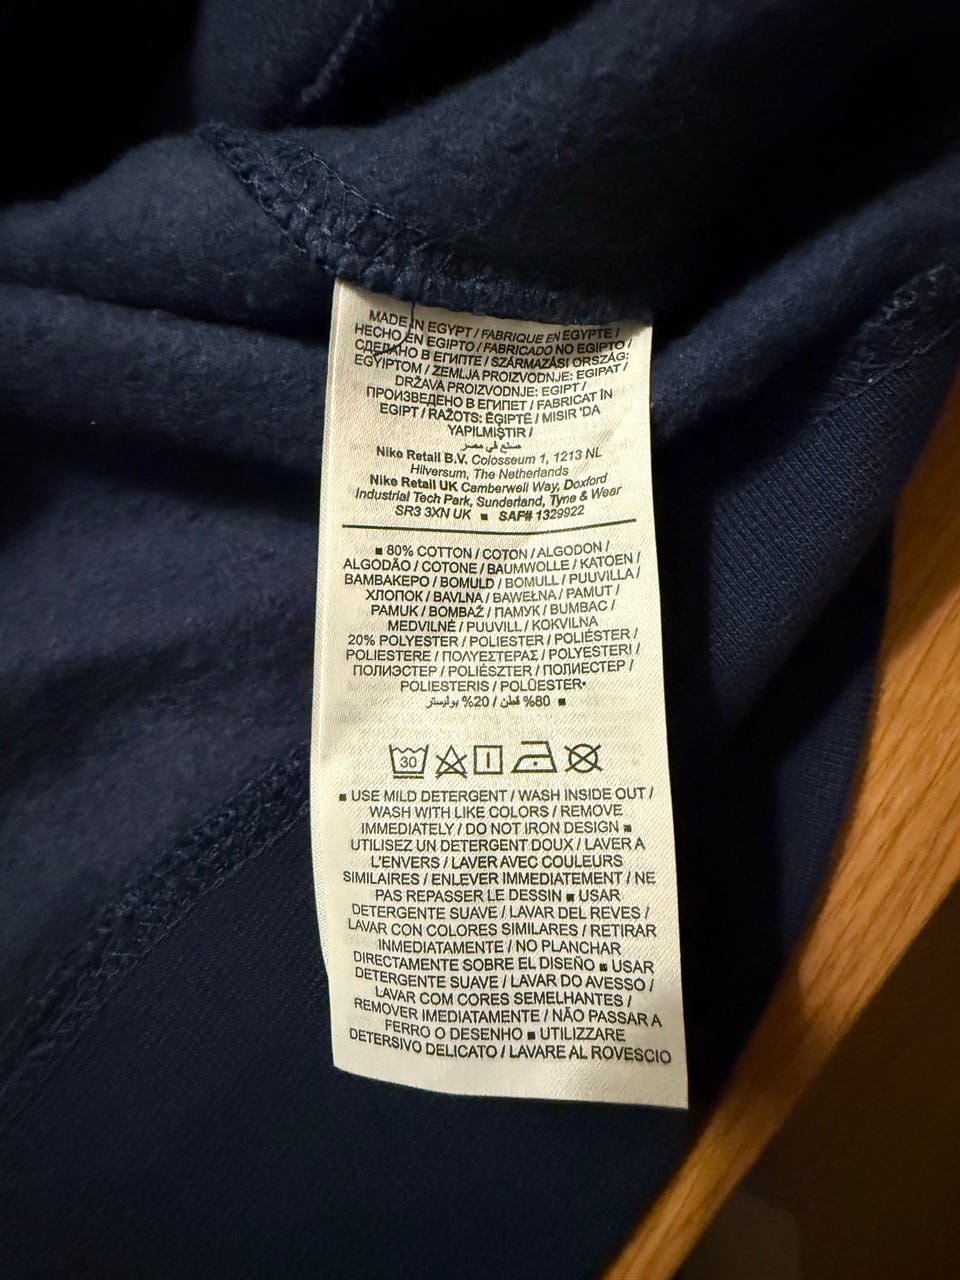 MADE IN EGYPT / FABRIQUE EN EGYPTE /
HECHO EN EGIPTO / FABRICADO NO EGIPTO /
СДЕЛАНО В ЕГИПТЕ / SZÁRMAZÁSI ORSZÁG:
EGYIPTOM / ZEMLJA PROIZVODNJE: EGIPAT /
DRŽAVA PROIZVODNJE: EGIPT /
ПРОИЗВЕДЕНО В ЕГИПЕТ / FABRICAT ÎN
EGIPT / RAŽOTS: ĒĢIPTĒ / MISIR 'DA
YAPILMIŞTIR /
صنع في مصر
Nike Retail B.V. Colosseum 1, 1213 NL
Hilversum, The Netherlands
Nike Retail UK Camberwell Way, Doxford
Industrial Tech Park, Sunderland, Tyne & Wear
SR3 3XN UK ■ SAF# 1329922
■ 80% COTTON / COTON / ALGODON /
ALGODÃO / COTONE / BAUMWOLLE / KATOEN /
ΒΑΜΒΑΚΕΡΟ / BOMULD / BOMULL / PUUVILLA /
ХЛОПОК / BAVLNA / BAWEŁNA / PAMUT /
PAMUK / BOMBAŽ / ПАМУК / BUMBAC /
MEDVILNĖ / PUUVILL / KOKVILNA
20% POLYESTER / POLIESTER / POLIÉSTER /
POLIESTERE / ΠΟΛΥΕΣΤΕΡΑΣ / POLYESTERI /
ПОЛИЭСТЕР / POLIÉSZTER / ПОЛИЕСТЕР /
POLIESTERIS / POLÜESTER•
80% قطن / 20% بوليستر ■
30
■ USE MILD DETERGENT / WASH INSIDE OUT /
WASH WITH LIKE COLORS / REMOVE
IMMEDIATELY / DO NOT IRON DESIGN ■
UTILISEZ UN DETERGENT DOUX / LAVER A
L'ENVERS / LAVER AVEC COULEURS
SIMILAIRES / ENLEVER IMMEDIATEMENT / NE
PAS REPASSER LE DESSIN ■ USAR
DETERGENTE SUAVE / LAVAR DEL REVES /
LAVAR CON COLORES SIMILARES / RETIRAR
INMEDIATAMENTE / NO PLANCHAR
DIRECTAMENTE SOBRE EL DISEÑO ■ USAR
DETERGENTE SUAVE / LAVAR DO AVESSO /
LAVAR COM CORES SEMELHANTES /
REMOVER IMEDIATAMENTE / NÃO PASSAR A
FERRO O DESENHO ■ UTILIZZARE
DETERSIVO DELICATO / LAVARE AL ROVESCIO